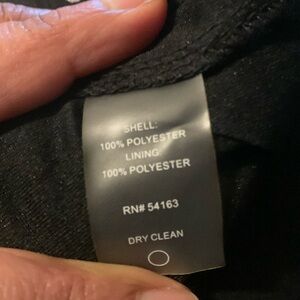 SHELL:
100% POLYESTER
LINING:
100% POLYESTER
RN# 54163
DRY CLEAN